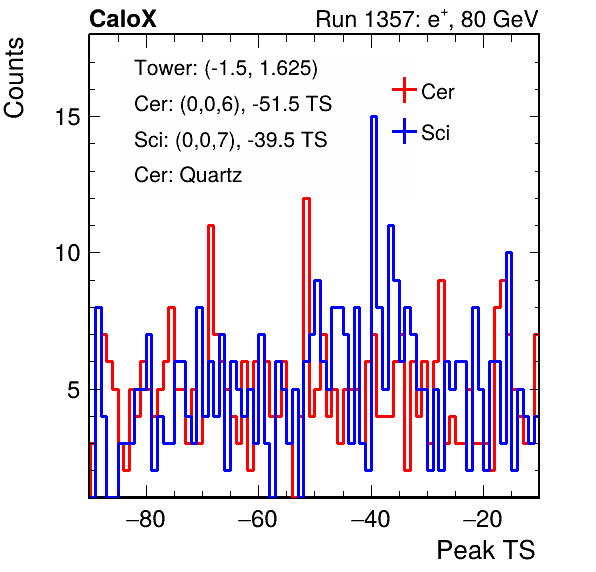 CaloX Run 1357: e⁺, 80 GeV
Counts
Tower: (-1.5, 1.625)
Cer: (0,0,6), -51.5 TS
Sci: (0,0,7), -39.5 TS
Cer: Quartz
Cer
Sci
15
10
5
−80 −60 −40 −20
Peak TS